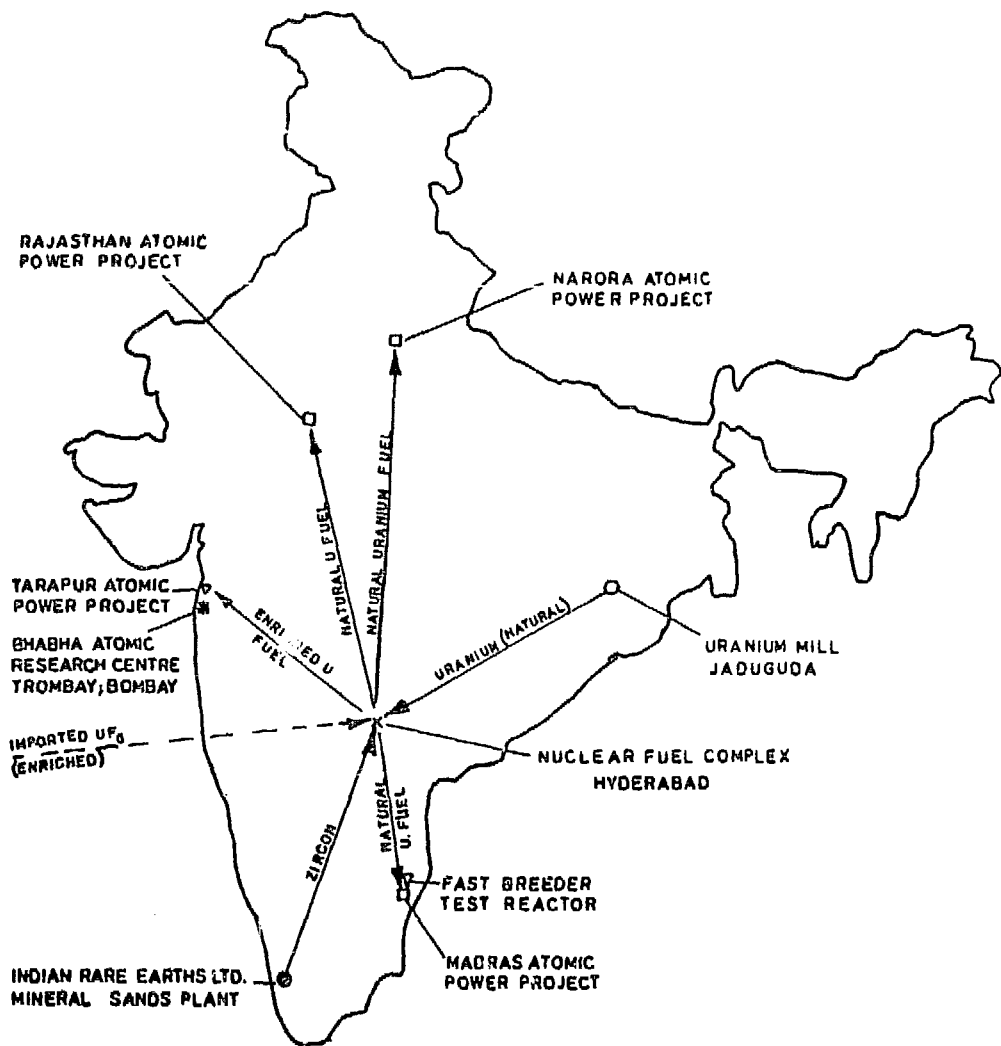 RAJASTHAN ATOMIC
POWER PROJECT
NARORA ATOMIC
POWER PROJECT
NATURAL U FUEL
NATURAL URANIUM FUEL
TARAPUR ATOMIC
POWER PROJECT
BHABHA ATOMIC
RESEARCH CENTRE
TROMBAY, BOMBAY
ENRICHED U
FUEL
URANIUM (NATURAL)
URANIUM MILL
JADUGUDA
IMPORTED UF6
(ENRICHED)
NUCLEAR FUEL COMPLEX
HYDERABAD
ZIRCON
NATURAL
U. FUEL
FAST BREEDER
TEST REACTOR
MADRAS ATOMIC
POWER PROJECT
INDIAN RARE EARTHS LTD.
MINERAL SANDS PLANT